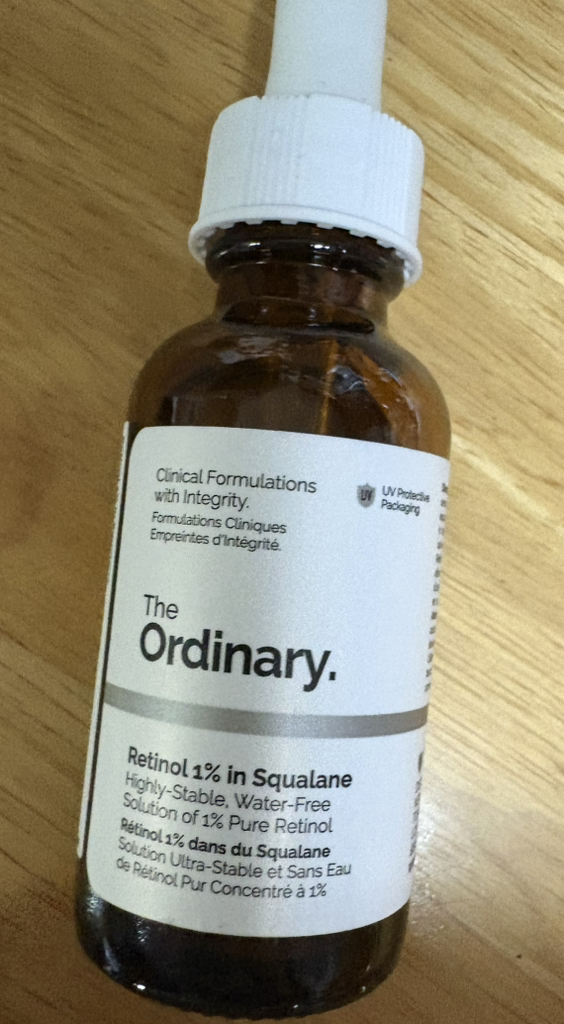 Clinical Formulations
with Integrity.
Formulations Cliniques
Empreintes d'Intégrité.
UV
UV Protective
Packaging
The
Ordinary.
Retinol 1% in Squalane
Highly-Stable, Water-Free
Solution of 1% Pure Retinol
Rétinol 1% dans du Squalane
Solution Ultra-Stable et Sans Eau
de Rétinol Pur Concentré à 1%